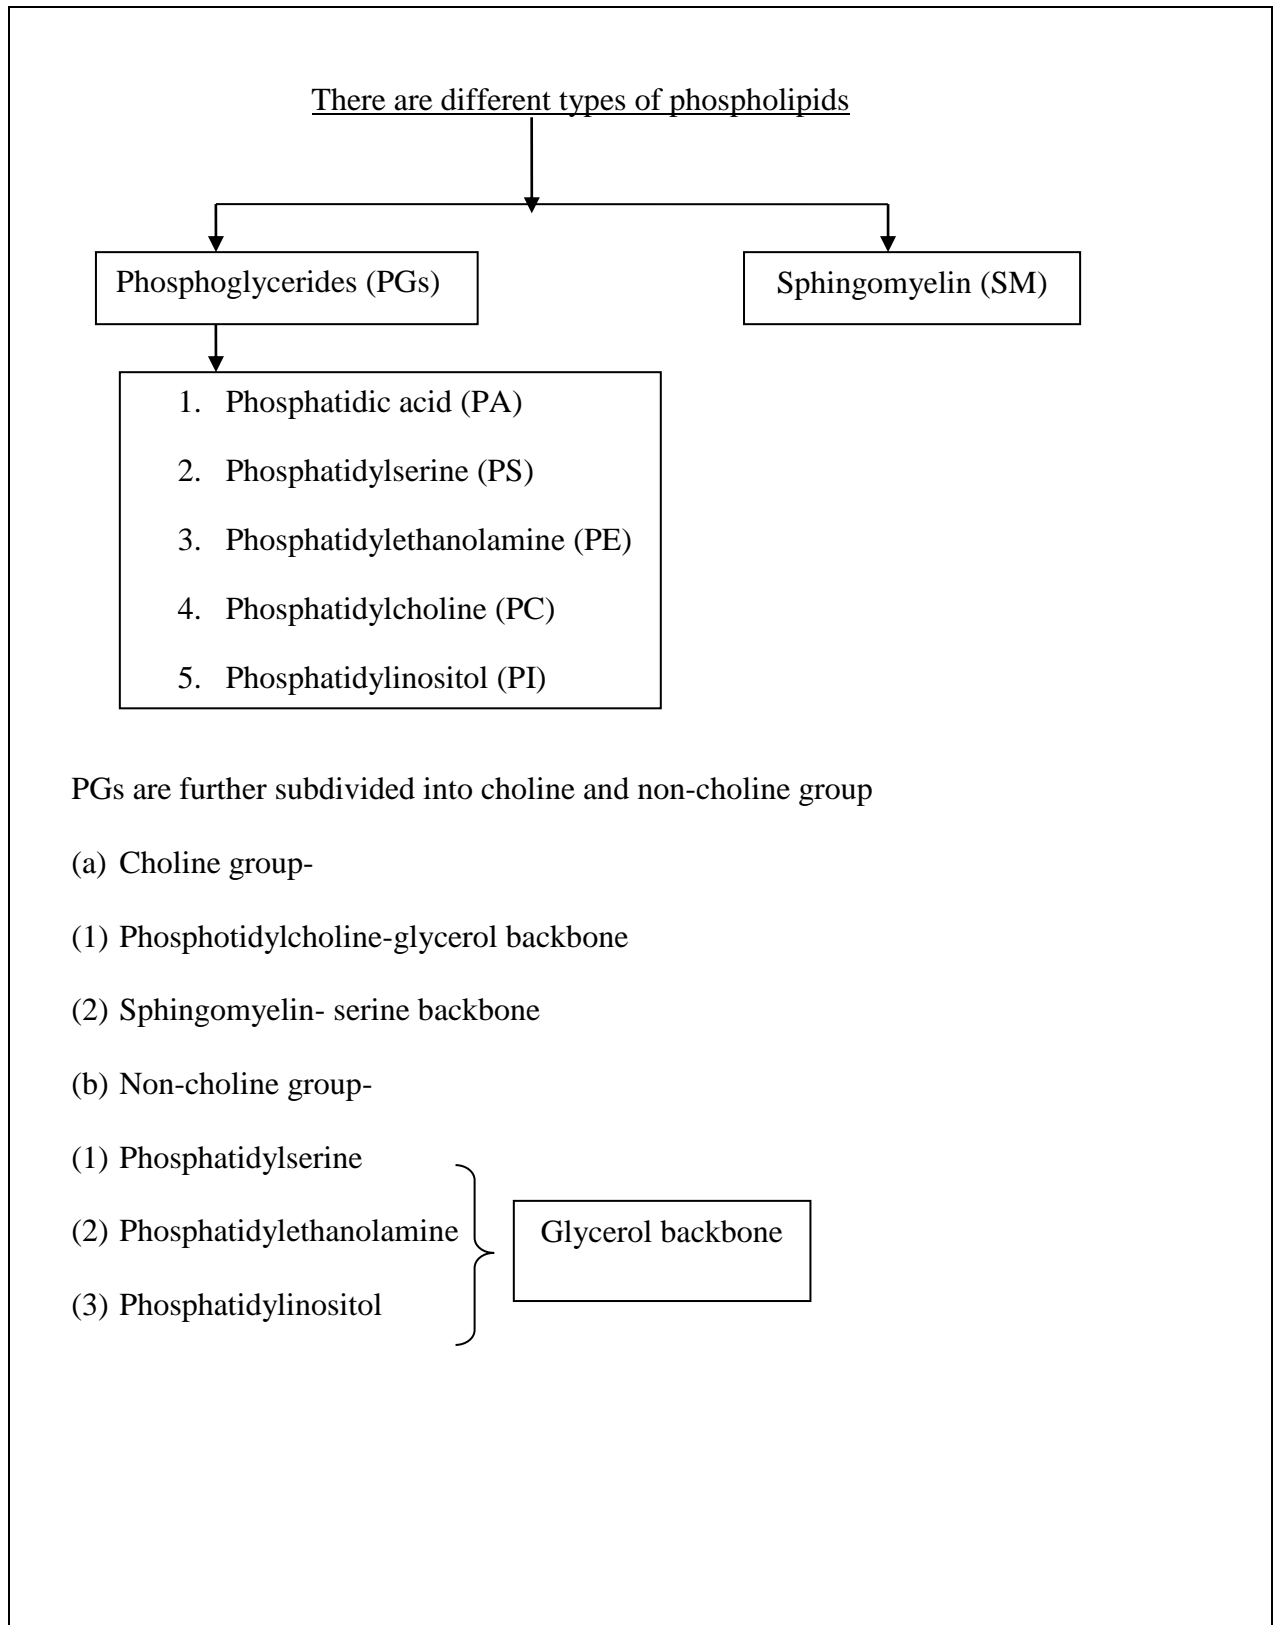 There are different types of phospholipids
Phosphoglycerides (PGs)
Sphingomyelin (SM)
1. Phosphatidic acid (PA)
2. Phosphatidylserine (PS)
3. Phosphatidylethanolamine (PE)
4. Phosphatidylcholine (PC)
5. Phosphatidylinositol (PI)
PGs are further subdivided into choline and non-choline group
(a) Choline group-
(1) Phosphotidylcholine-glycerol backbone
(2) Sphingomyelin- serine backbone
(b) Non-choline group-
(1) Phosphatidylserine
(2) Phosphatidylethanolamine
Glycerol backbone
(3) Phosphatidylinositol